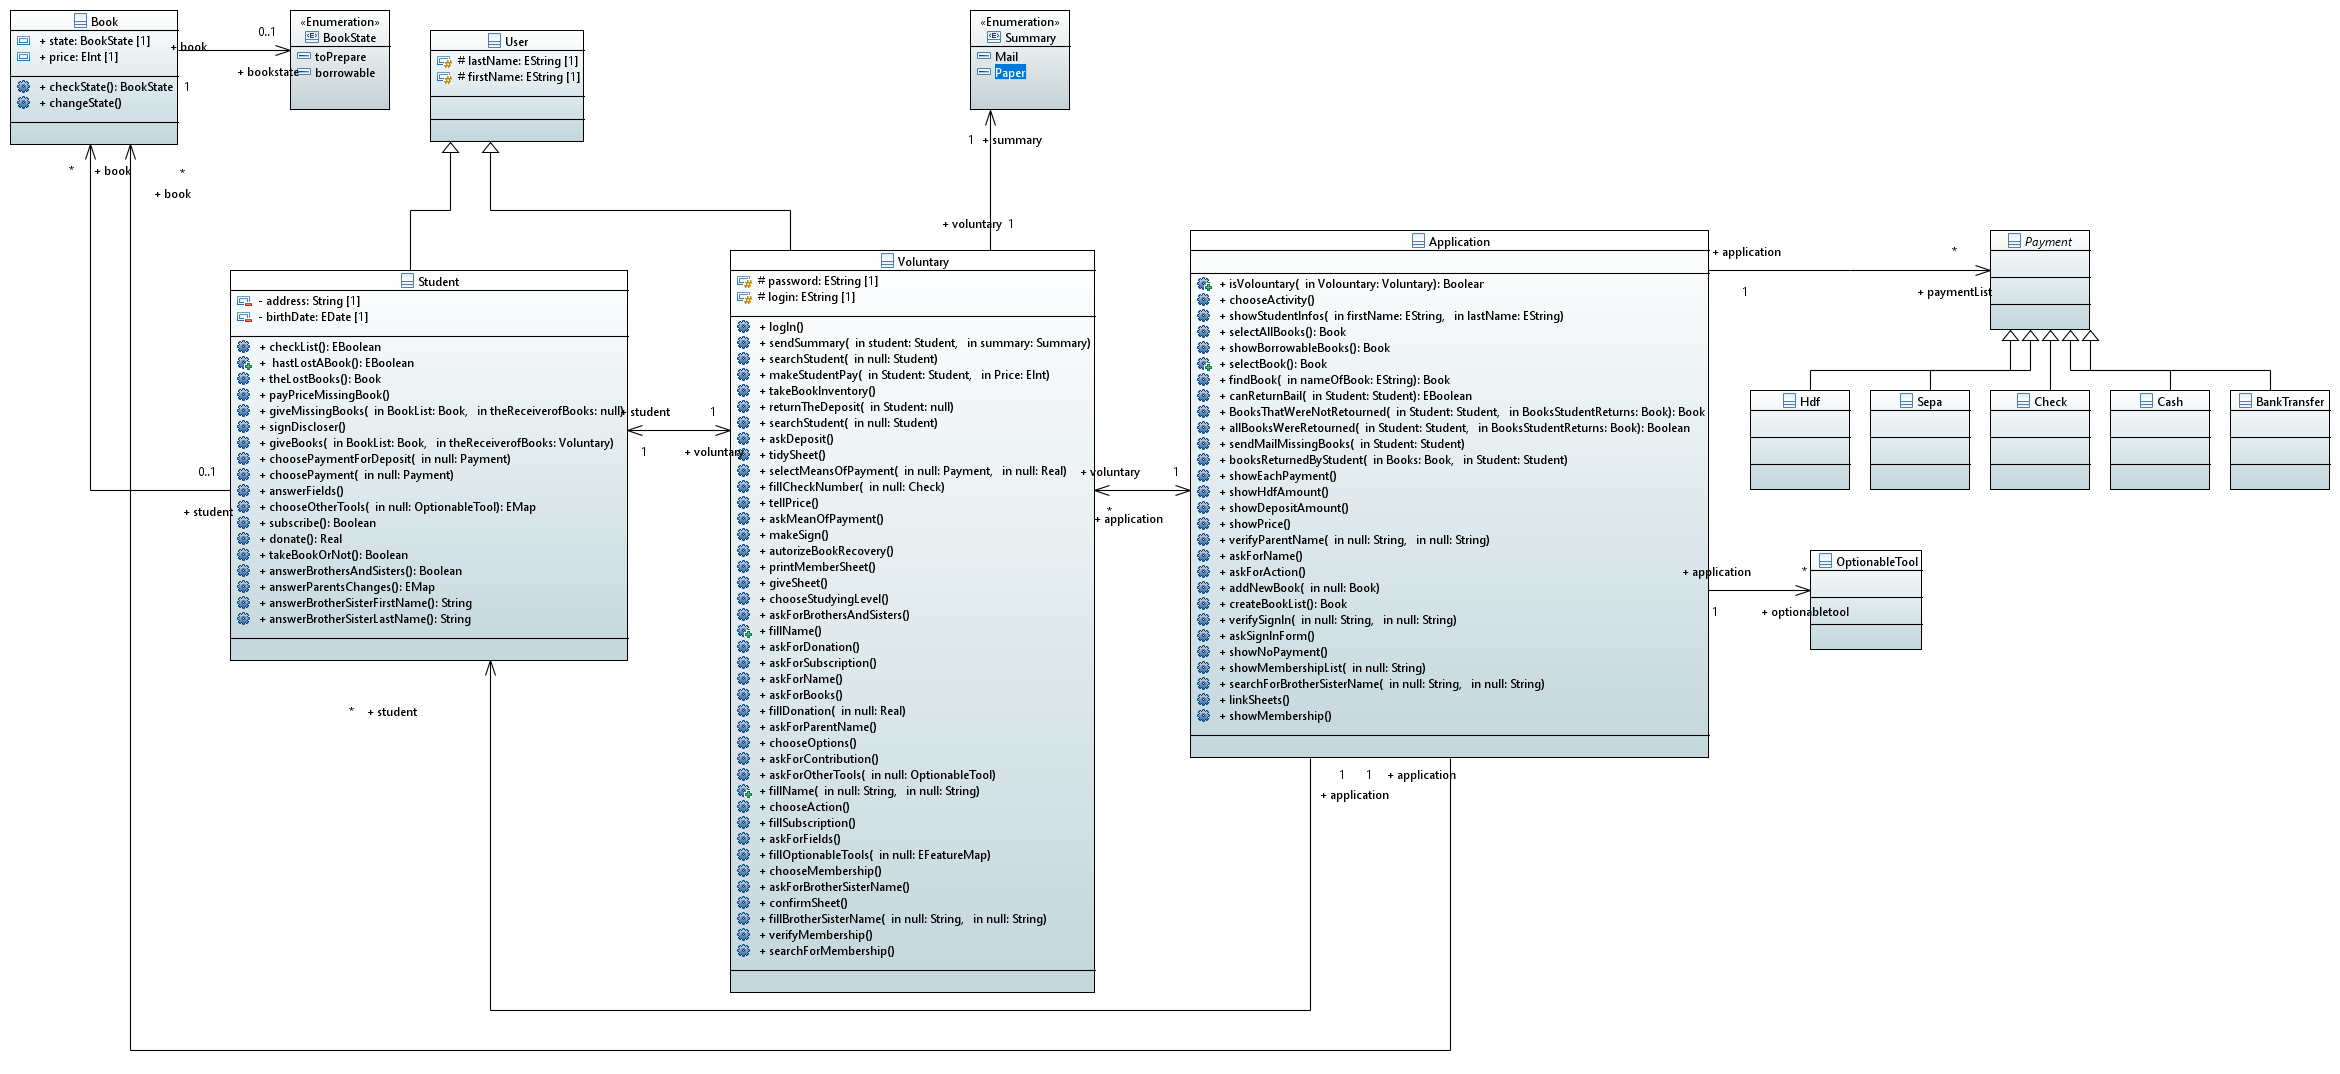 Book
+ state: BookState [1]
+ price: EInt [1]
+ checkState(): BookState
+ changeState()
+ book
0..1
+ bookstate
1
«Enumeration»
BookState
toPrepare
borrowable
User
# lastName: EString [1]
# firstName: EString [1]
«Enumeration»
Summary
Mail
Paper
1 + summary
+ voluntary 1
* + book
*
+ book
Student
- address: String [1]
- birthDate: EDate [1]
+ checkList(): EBoolean
+ hastLostABook(): EBoolean
+ theLostBooks(): Book
+ payPriceMissingBook()
+ giveMissingBooks( in BookList: Book, in theReceiverofBooks: null)
+ signDiscloser()
+ giveBooks( in BookList: Book, in theReceiverofBooks: Voluntary)
+ choosePaymentForDeposit( in null: Payment)
+ choosePayment( in null: Payment)
+ answerFields()
+ chooseOtherTools( in null: OptionableTool): EMap
+ subscribe(): Boolean
+ donate(): Real
+ takeBookOrNot(): Boolean
+ answerBrothersAndSisters(): Boolean
+ answerParentsChanges(): EMap
+ answerBrotherSisterFirstName(): String
+ answerBrotherSisterLastName(): String
0..1
+ student
+ student
1
1
+ voluntary
* + student
Voluntary
# password: EString [1]
# login: EString [1]
+ logIn()
+ sendSummary( in student: Student, in summary: Summary)
+ searchStudent( in null: Student)
+ makeStudentPay( in Student: Student, in Price: EInt)
+ takeBookInventory()
+ returnTheDeposit( in Student: null)
+ searchStudent( in null: Student)
+ askDeposit()
+ tidySheet()
+ selectMeansOfPayment( in null: Payment, in null: Real)
+ fillCheckNumber( in null: Check)
+ tellPrice()
+ askMeanOfPayment()
+ makeSign()
+ autorizeBookRecovery()
+ printMemberSheet()
+ giveSheet()
+ chooseStudyingLevel()
+ askForBrothersAndSisters()
+ fillName()
+ askForDonation()
+ askForSubscription()
+ askForName()
+ askForBooks()
+ fillDonation( in null: Real)
+ askForParentName()
+ chooseOptions()
+ askForContribution()
+ askForOtherTools( in null: OptionableTool)
+ fillName( in null: String, in null: String)
+ chooseAction()
+ fillSubscription()
+ askForFields()
+ fillOptionableTools( in null: EFeatureMap)
+ chooseMembership()
+ askForBrotherSisterName()
+ confirmSheet()
+ fillBrotherSisterName( in null: String, in null: String)
+ verifyMembership()
+ searchForMembership()
+ voluntary
1
*
+ application
Application
+ isVolountary( in Volountary: Voluntary): Boolear
+ chooseActivity()
+ showStudentInfos( in firstName: EString, in lastName: EString)
+ selectAllBooks(): Book
+ showBorrowableBooks(): Book
+ selectBook(): Book
+ findBook( in nameOfBook: EString): Book
+ canReturnBail( in Student: Student): EBoolean
+ BooksThatWereNotRetourned( in Student: Student, in BooksStudentReturns: Book): Book
+ allBooksWereRetourned( in Student: Student, in BooksStudentReturns: Book): Boolean
+ sendMailMissingBooks( in Student: Student)
+ booksReturnedByStudent( in Books: Book, in Student: Student)
+ showEachPayment()
+ showHdfAmount()
+ showDepositAmount()
+ showPrice()
+ verifyParentName( in null: String, in null: String)
+ askForName()
+ askForAction()
+ addNewBook( in null: Book)
+ createBookList(): Book
+ verifySignIn( in null: String, in null: String)
+ askSignInForm()
+ showNoPayment()
+ showMembershipList( in null: String)
+ searchForBrotherSisterName( in null: String, in null: String)
+ linkSheets()
+ showMembership()
1 1 + application
+ application
+ application
*
1
+ paymentList
Payment
Hdf
Sepa
Check
Cash
BankTransfer
+ application
*
1
+ optionabletool
OptionableTool